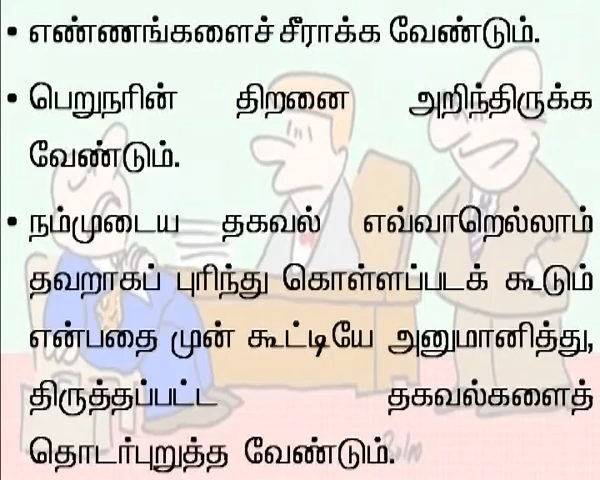 • எண்ணங்களைச் சீராக்க வேண்டும்.
• பெறுநரின் திறனை அறிந்திருக்க
வேண்டும்.
• நம்முடைய தகவல் எவ்வாறெல்லாம்
தவறாகப் புரிந்து கொள்ளப்படக் கூடும்
என்பதை முன் கூட்டியே அனுமானித்து,
திருத்தப்பட்ட தகவல்களைத்
தொடர்புறுத்த வேண்டும்.